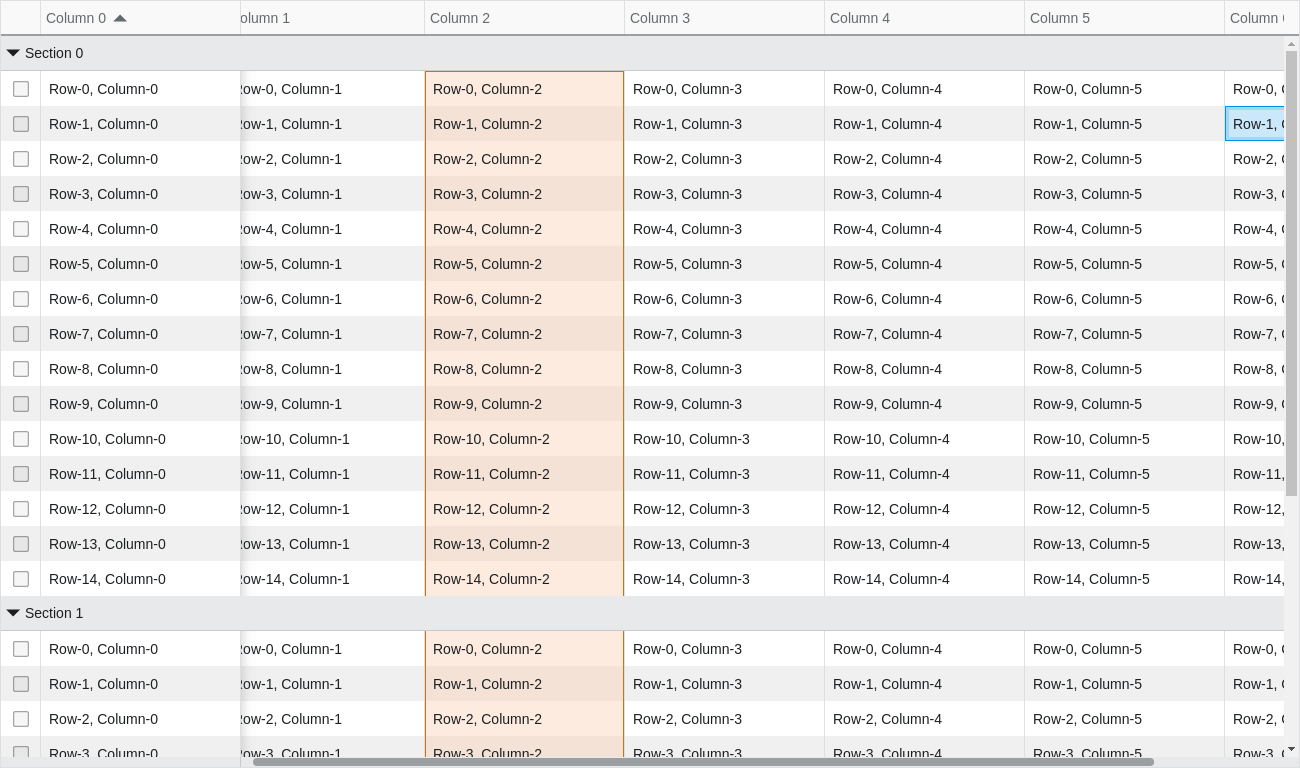 Column 0 olumn 1 Column 2 Column 3 Column 4 Column 5 Column
Section 0
Row-0, Column-0 ow-0, Column-1 Row-0, Column-2 Row-0, Column-3 Row-0, Column-4 Row-0, Column-5 Row-0,
Row-1, Column-0 ow-1, Column-1 Row-1, Column-2 Row-1, Column-3 Row-1, Column-4 Row-1, Column-5 Row-1,
Row-2, Column-0 ow-2, Column-1 Row-2, Column-2 Row-2, Column-3 Row-2, Column-4 Row-2, Column-5 Row-2,
Row-3, Column-0 ow-3, Column-1 Row-3, Column-2 Row-3, Column-3 Row-3, Column-4 Row-3, Column-5 Row-3,
Row-4, Column-0 ow-4, Column-1 Row-4, Column-2 Row-4, Column-3 Row-4, Column-4 Row-4, Column-5 Row-4,
Row-5, Column-0 ow-5, Column-1 Row-5, Column-2 Row-5, Column-3 Row-5, Column-4 Row-5, Column-5 Row-5,
Row-6, Column-0 ow-6, Column-1 Row-6, Column-2 Row-6, Column-3 Row-6, Column-4 Row-6, Column-5 Row-6,
Row-7, Column-0 ow-7, Column-1 Row-7, Column-2 Row-7, Column-3 Row-7, Column-4 Row-7, Column-5 Row-7,
Row-8, Column-0 ow-8, Column-1 Row-8, Column-2 Row-8, Column-3 Row-8, Column-4 Row-8, Column-5 Row-8,
Row-9, Column-0 ow-9, Column-1 Row-9, Column-2 Row-9, Column-3 Row-9, Column-4 Row-9, Column-5 Row-9,
Row-10, Column-0 ow-10, Column-1 Row-10, Column-2 Row-10, Column-3 Row-10, Column-4 Row-10, Column-5 Row-10,
Row-11, Column-0 ow-11, Column-1 Row-11, Column-2 Row-11, Column-3 Row-11, Column-4 Row-11, Column-5 Row-11,
Row-12, Column-0 ow-12, Column-1 Row-12, Column-2 Row-12, Column-3 Row-12, Column-4 Row-12, Column-5 Row-12,
Row-13, Column-0 ow-13, Column-1 Row-13, Column-2 Row-13, Column-3 Row-13, Column-4 Row-13, Column-5 Row-13,
Row-14, Column-0 ow-14, Column-1 Row-14, Column-2 Row-14, Column-3 Row-14, Column-4 Row-14, Column-5 Row-14,
Section 1
Row-0, Column-0 ow-0, Column-1 Row-0, Column-2 Row-0, Column-3 Row-0, Column-4 Row-0, Column-5 Row-0,
Row-1, Column-0 ow-1, Column-1 Row-1, Column-2 Row-1, Column-3 Row-1, Column-4 Row-1, Column-5 Row-1,
Row-2, Column-0 ow-2, Column-1 Row-2, Column-2 Row-2, Column-3 Row-2, Column-4 Row-2, Column-5 Row-2,
Row-3, Column-0 ow-3, Column-1 Row-3, Column-2 Row-3, Column-3 Row-3, Column-4 Row-3, Column-5 Row-3,